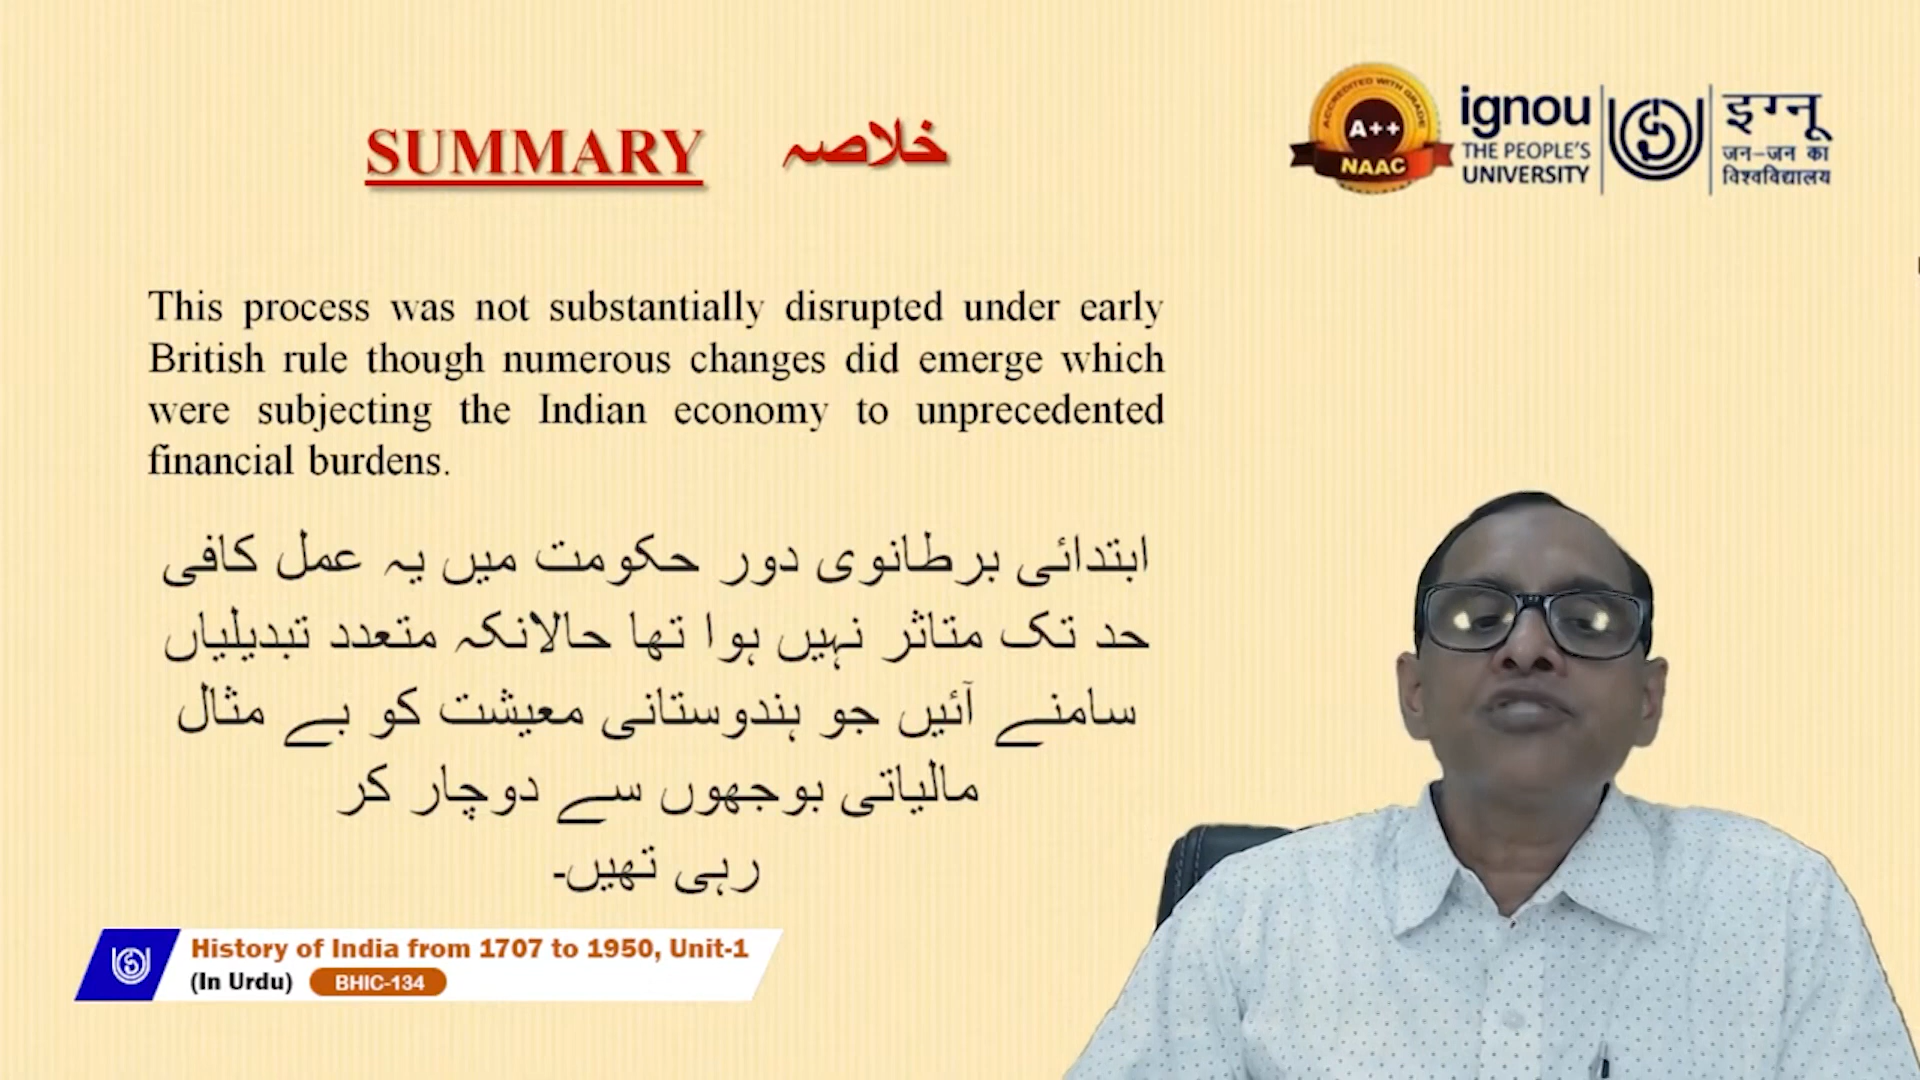 SUMMARY خلاصہ
ACCREDITED WITH GRADE
A++
NAAC
ignou
THE PEOPLE'S
UNIVERSITY
इग्नू
जन-जन का
विश्वविद्यालय
This process was not substantially disrupted under early
British rule though numerous changes did emerge which
were subjecting the Indian economy to unprecedented
financial burdens.
ابتدائی برطانوی دور حکومت میں یہ عمل کافی
حد تک متاثر نہیں ہوا تھا حالانکہ متعدد تبدیلیاں
سامنے آئیں جو ہندوستانی معیشت کو بے مثال
مالیاتی بوجھوں سے دوچار کر
رہی تھیں۔
History of India from 1707 to 1950, Unit-1
(In Urdu) BHIC-134